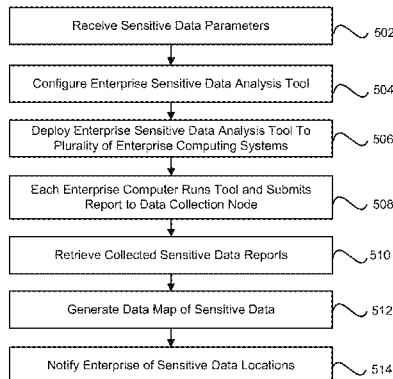 Receive Sensitive Data Parameters
502
Configure Enterprise Sensitive Data Analysis Tool
504
Deploy Enterprise Sensitive Data Analysis Tool To
Plurality of Enterprise Computing Systems
506
Each Enterprise Computer Runs Tool and Submits
Report to Data Collection Node
508
Retrieve Collected Sensitive Data Reports
510
Generate Data Map of Sensitive Data
512
Notify Enterprise of Sensitive Data Locations
514